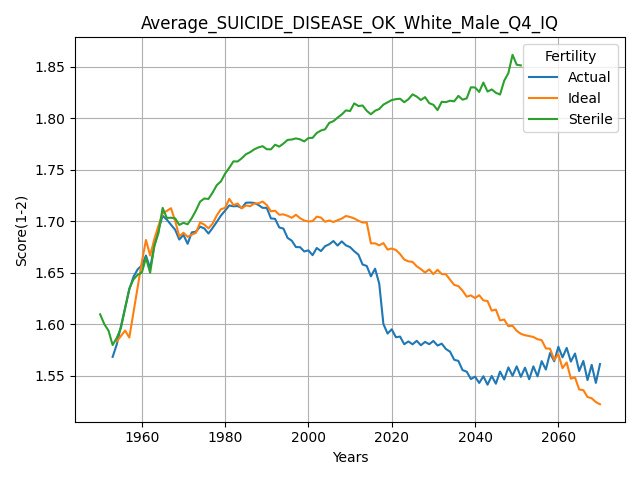 Average_SUICIDE_DISEASE_OK_White_Male_Q4_IQ
Fertility
Actual
Ideal
Sterile
Score(1-2)
1.85
1.80
1.75
1.70
1.65
1.60
1.55
1960
1980
2000
2020
2040
2060
Years